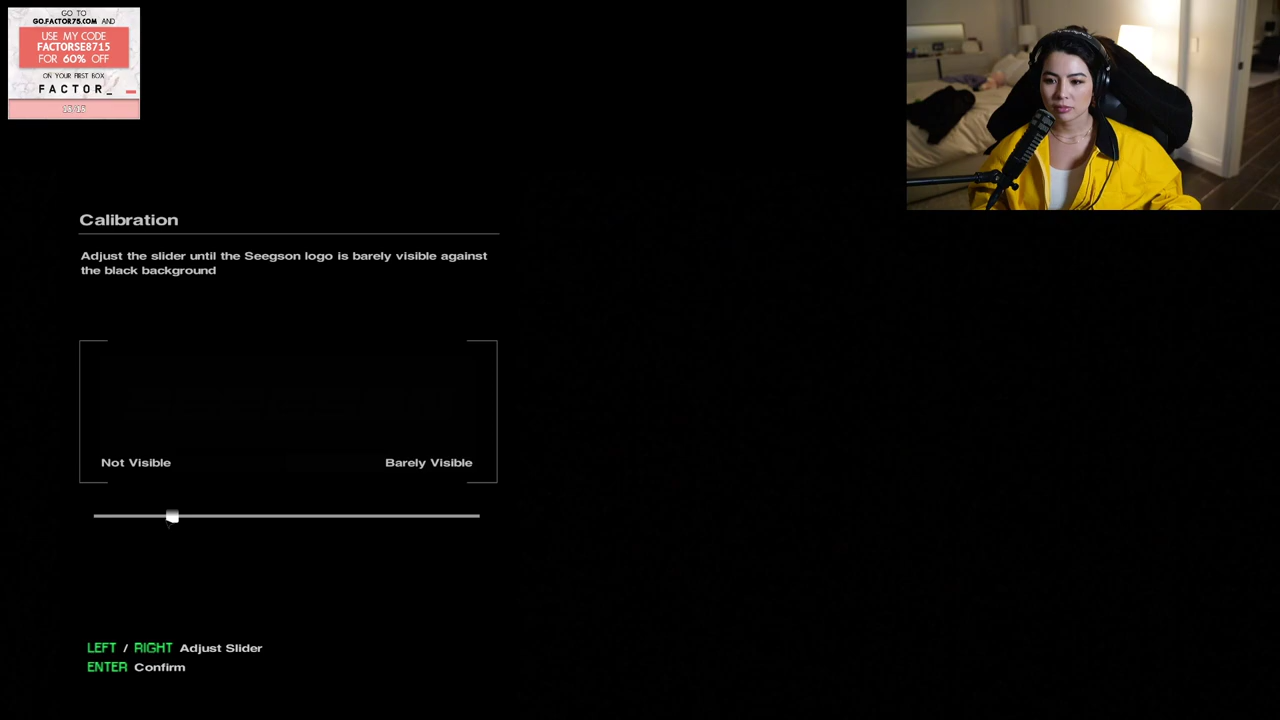 GO TO
GO.FACTOR75.COM AND
USE MY CODE
FACTORSE8715
FOR 60% OFF
ON YOUR FIRST BOX
FACTOR_
Calibration
Adjust the slider until the Seegson logo is barely visible against
the black background
Not Visible
Barely Visible
LEFT / RIGHT Adjust Slider
ENTER Confirm